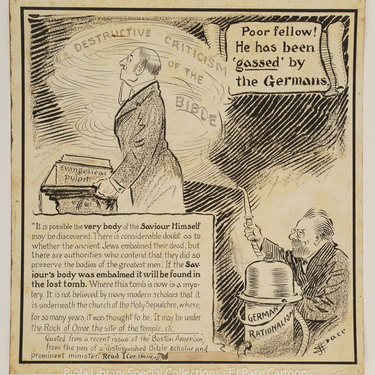 DESTRUCTIVE CRITICISM
OF THE
BIBLE
Poor fellow!
He has been
'gassed' by
the Germans
Evangelical
pulpit
"It is possible the very body of the Saviour Himself
may be discovered. There is considerable doubt as to
whether the ancient Jews embalmed their dead, but
there are authorities who contend that they did so
preserve the bodies of the greatest men. If the Sav-
iour's body was embalmed it will be found in
the lost tomb. Where this tomb now is is a mys-
tery. It is not believed by many modern scholars that it
is underneath the church of the Holy Sepulchre, where,
for so many years, it was thought to be. It may be under
the Rock of Omar, the site of the temple, etc.
Quoted from a recent issue of the Boston American,
from the pen of a distinguished Bible scholar and
prominent minister. Read I Cor.
GERMAN
RATIONALISM
EJPace
Biola Library Special Collections - EJ Pace Cartoons